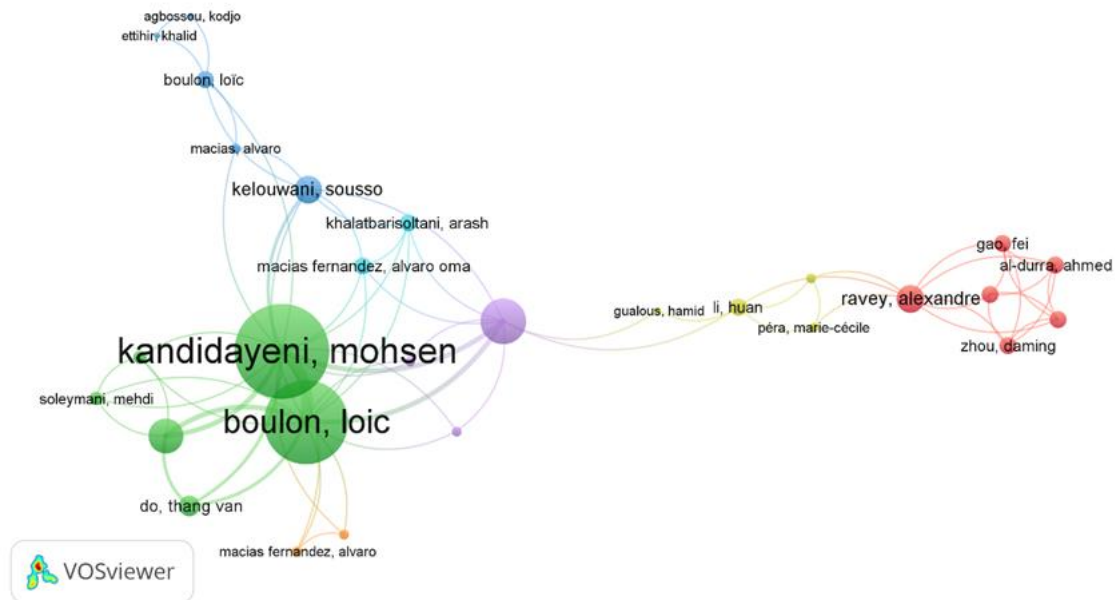 agbossou, kodjo
ettihiri, khalid
boulon, loïc
macias, alvaro
kelouwani, sousso
khalatbarisoltani, arash
macias fernandez, alvaro oma
kandidayeni, mohsen
soleymani, mehdi
boulon, loic
do, thang van
macias fernandez, alvaro
gualous, hamid
li, huan
péra, marie-cécile
ravey, alexandre
gao, fei
al-durra, ahmed
zhou, daming
VOSviewer